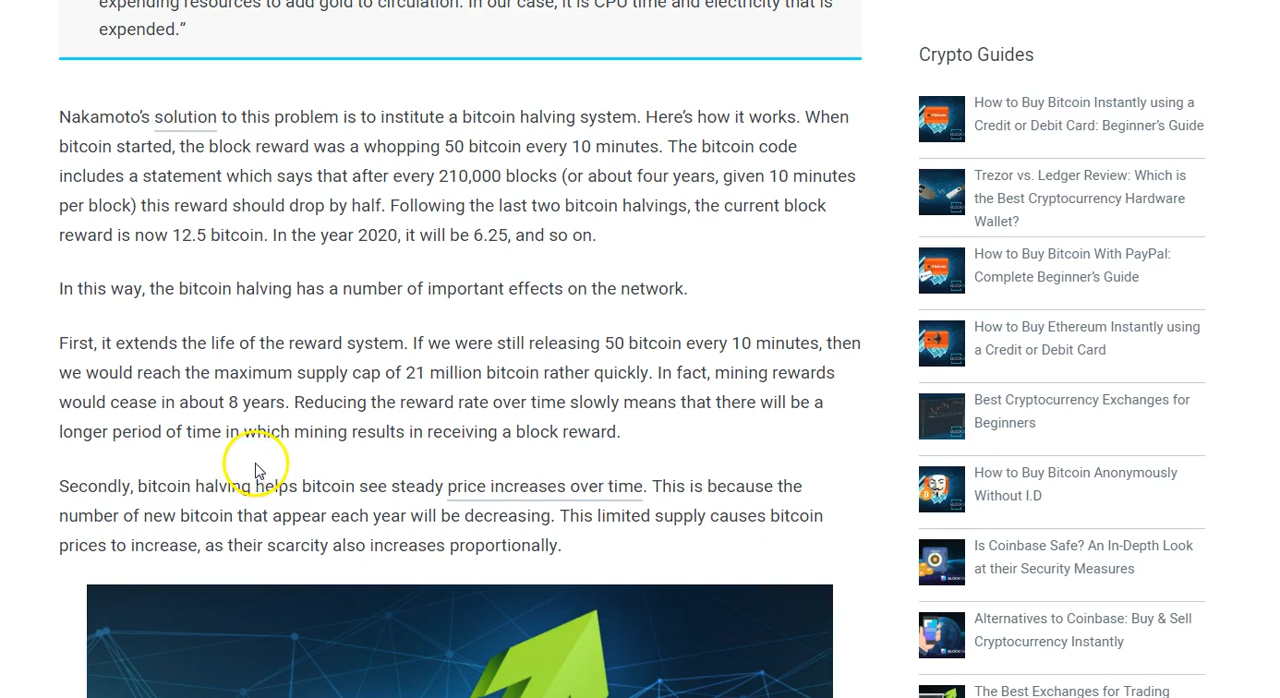 expending resources to add gold to circulation. In our case, it is CPU time and electricity that is
expended.”
Nakamoto’s solution to this problem is to institute a bitcoin halving system. Here’s how it works. When
bitcoin started, the block reward was a whopping 50 bitcoin every 10 minutes. The bitcoin code
includes a statement which says that after every 210,000 blocks (or about four years, given 10 minutes
per block) this reward should drop by half. Following the last two bitcoin halvings, the current block
reward is now 12.5 bitcoin. In the year 2020, it will be 6.25, and so on.
In this way, the bitcoin halving has a number of important effects on the network.
First, it extends the life of the reward system. If we were still releasing 50 bitcoin every 10 minutes, then
we would reach the maximum supply cap of 21 million bitcoin rather quickly. In fact, mining rewards
would cease in about 8 years. Reducing the reward rate over time slowly means that there will be a
longer period of time in which mining results in receiving a block reward.
Secondly, bitcoin halving helps bitcoin see steady price increases over time. This is because the
number of new bitcoin that appear each year will be decreasing. This limited supply causes bitcoin
prices to increase, as their scarcity also increases proportionally.
Crypto Guides
How to Buy Bitcoin Instantly using a
Credit or Debit Card: Beginner’s Guide
Trezor vs. Ledger Review: Which is
the Best Cryptocurrency Hardware
Wallet?
How to Buy Bitcoin With PayPal:
Complete Beginner’s Guide
How to Buy Ethereum Instantly using
a Credit or Debit Card
Best Cryptocurrency Exchanges for
Beginners
How to Buy Bitcoin Anonymously
Without I.D
Is Coinbase Safe? An In-Depth Look
at their Security Measures
Alternatives to Coinbase: Buy & Sell
Cryptocurrency Instantly
The Best Exchanges for Trading